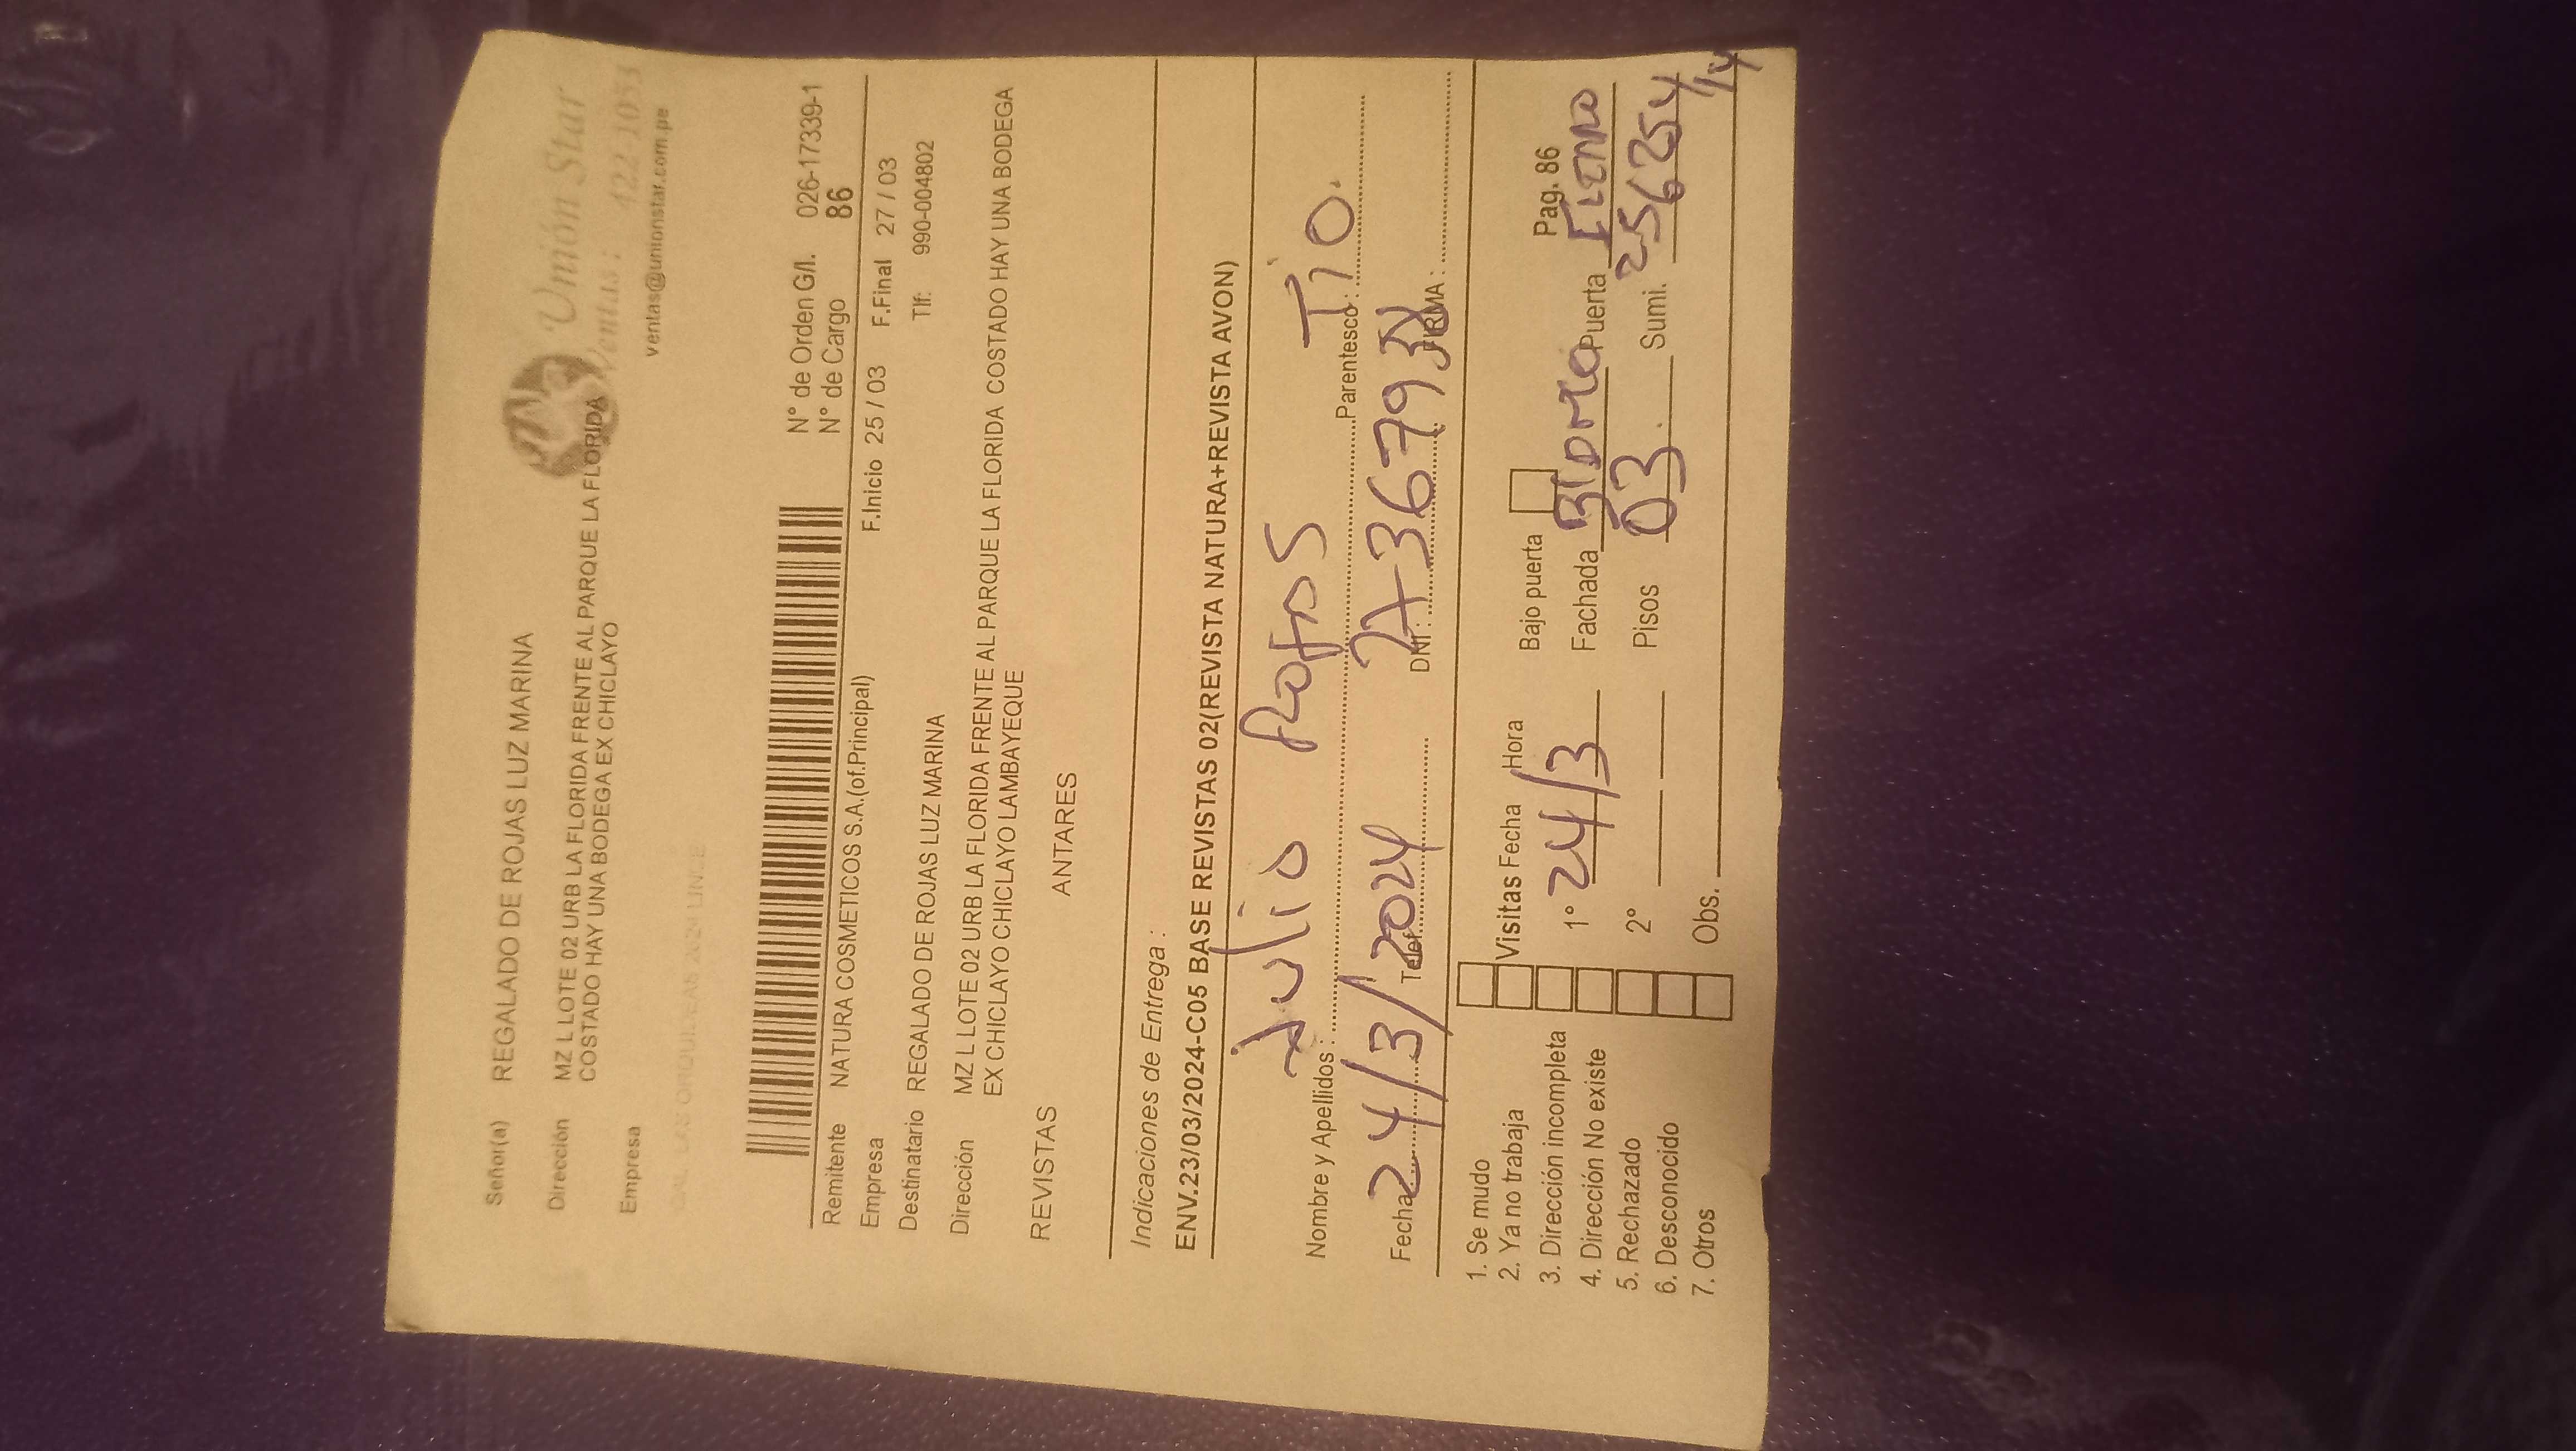 Unión Star
Ventas : 422-1053
ventas@unionstar.com.pe
Señor(a) REGALADO DE ROJAS LUZ MARINA
Dirección MZ L LOTE 02 URB LA FLORIDA FRENTE AL PARQUE LA FLORIDA
COSTADO HAY UNA BODEGA EX CHICLAYO
Empresa
N° de Orden G/I. 026-17339-1
N° de Cargo 86
Remitente NATURA COSMETICOS S.A.(of.Principal)
F.Inicio 25 / 03 F.Final 27 / 03
Empresa
Destinatario REGALADO DE ROJAS LUZ MARINA Tlf: 990-004802
Dirección MZ L LOTE 02 URB LA FLORIDA FRENTE AL PARQUE LA FLORIDA COSTADO HAY UNA BODEGA
EX CHICLAYO CHICLAYO LAMBAYEQUE
REVISTAS ANTARES
Indicaciones de Entrega :
ENV.23/03/2024-C05 BASE REVISTAS 02(REVISTA NATURA+REVISTA AVON)
Nombre y Apellidos : Julio Rojas Parentesco : Tio.
Fecha 24/3/2024 Telef. DNI : FIRMA :
1. Se mudo
2. Ya no trabaja
3. Dirección incompleta
4. Dirección No existe
5. Rechazado
6. Desconocido
7. Otros
Visitas Fecha Hora Bajo puerta Pag. 86
1° 24/3 Fachada Puerta
2° Pisos 03. Sumi. 256254
Obs.